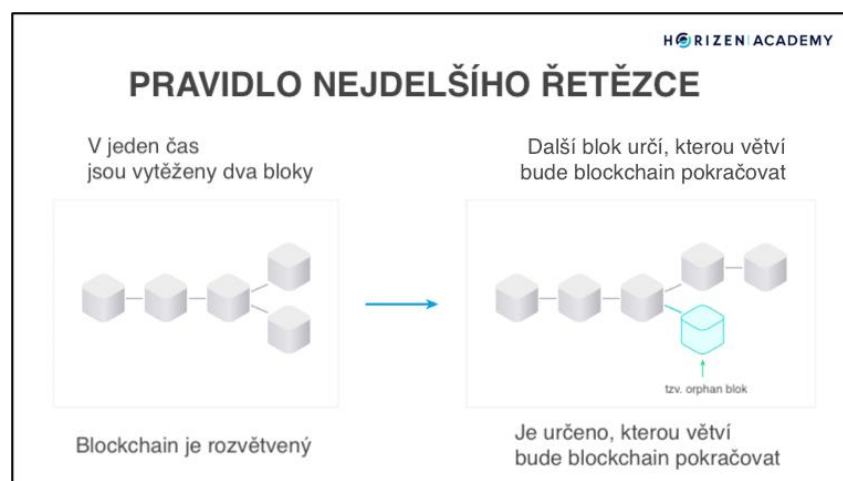 HORIZEN ACADEMY
PRAVIDLO NEJDELŠÍHO ŘETĚZCE
V jeden čas
jsou vytěženy dva bloky
Další blok určí, kterou větví
bude blockchain pokračovat
tzv. orphan blok
Blockchain je rozvětvený
Je určeno, kterou větví
bude blockchain pokračovat